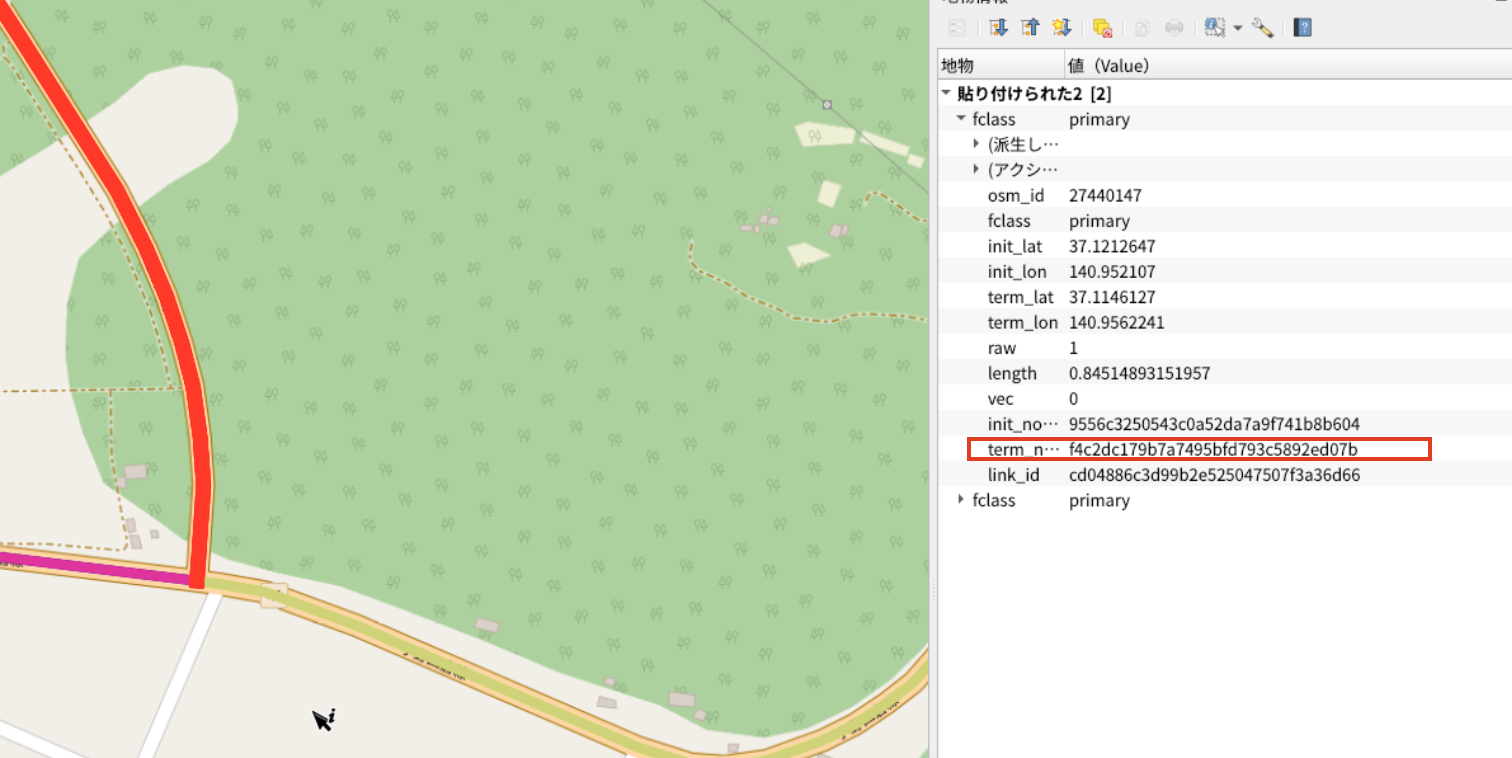 地物 値（Value）
貼り付けられた2 [2]
fclass primary
(派生し…
(アクシ…
osm_id 27440147
fclass primary
init_lat 37.1212647
init_lon 140.952107
term_lat 37.1146127
term_lon 140.9562241
raw 1
length 0.84514893151957
vec 0
init_no… 9556c3250543c0a52da7a9f741b8b604
term_n… f4c2dc179b7a7495bfd793c5892ed07b
link_id cd04886c3d99b2e525047507f3a36d66
fclass primary